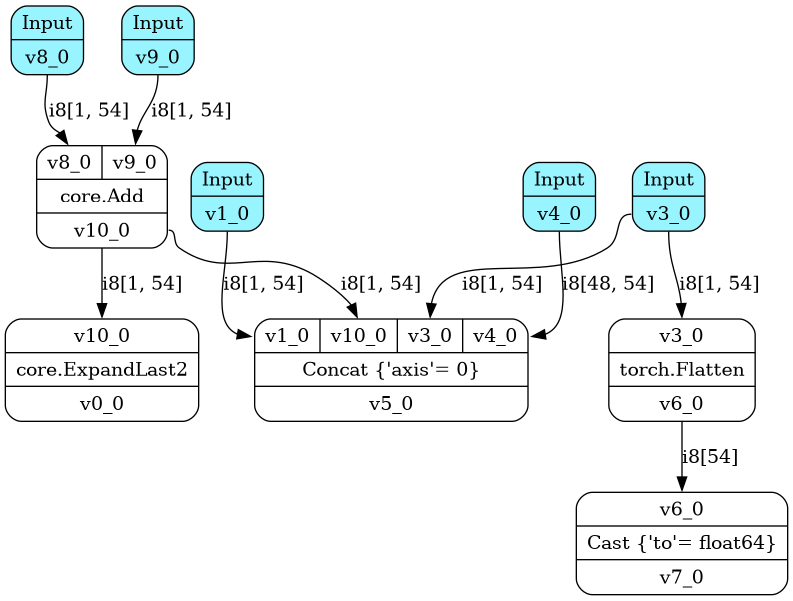 Input
v8_0
Input
v9_0
i8[1, 54]
i8[1, 54]
v8_0 v9_0
core.Add
v10_0
Input
v1_0
Input
v4_0
Input
v3_0
i8[1, 54]
i8[1, 54]
i8[1, 54]
i8[1, 54]
i8[48, 54]
i8[1, 54]
v10_0
core.ExpandLast2
v0_0
v1_0 v10_0 v3_0 v4_0
Concat {'axis'= 0}
v5_0
v3_0
torch.Flatten
v6_0
i8[54]
v6_0
Cast {'to'= float64}
v7_0